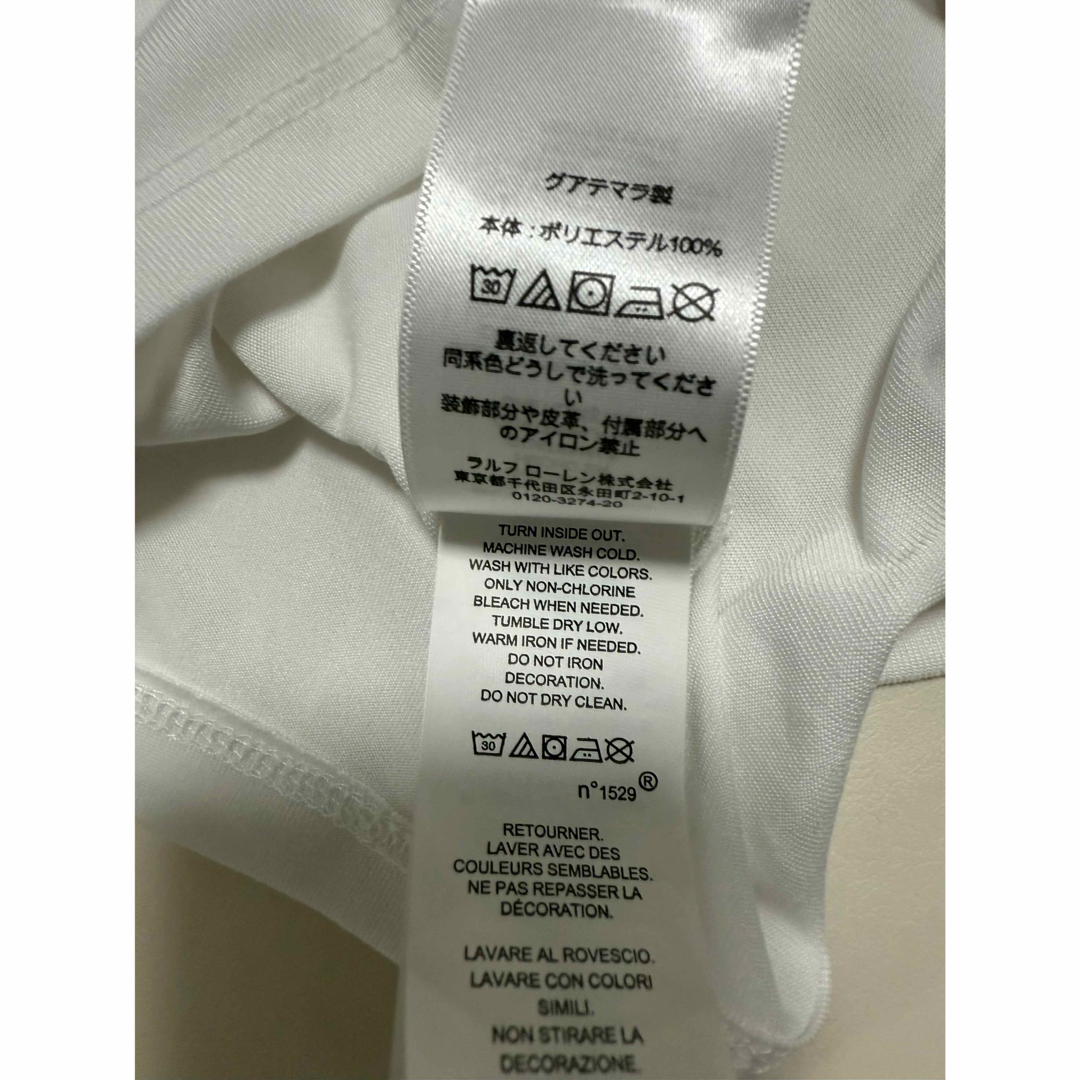 グアテマラ製
本体 : ポリエステル100%
30
裏返してください
同系色どうしで洗ってくださ
い
装飾部分や皮革、付属部分へ
のアイロン禁止
ラルフ ローレン株式会社
東京都千代田区永田町2-10-1
0120-3274-20
TURN INSIDE OUT.
MACHINE WASH COLD.
WASH WITH LIKE COLORS.
ONLY NON-CHLORINE
BLEACH WHEN NEEDED.
TUMBLE DRY LOW.
WARM IRON IF NEEDED.
DO NOT IRON
DECORATION.
DO NOT DRY CLEAN.
30
n°1529®
RETOURNER.
LAVER AVEC DES
COULEURS SEMBLABLES.
NE PAS REPASSER LA
DÉCORATION.
LAVARE AL ROVESCIO.
LAVARE CON COLORI
SIMILI.
NON STIRARE LA
DECORAZIONE.